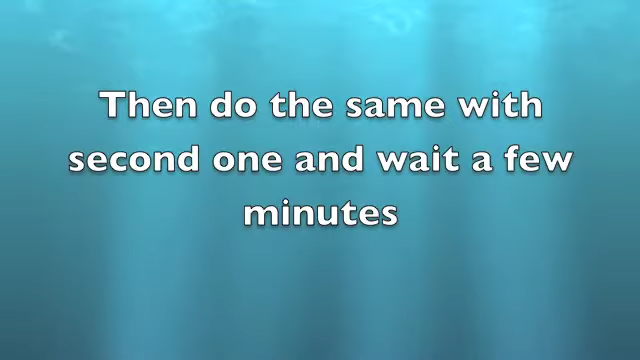 Then do the same with
second one and wait a few
minutes